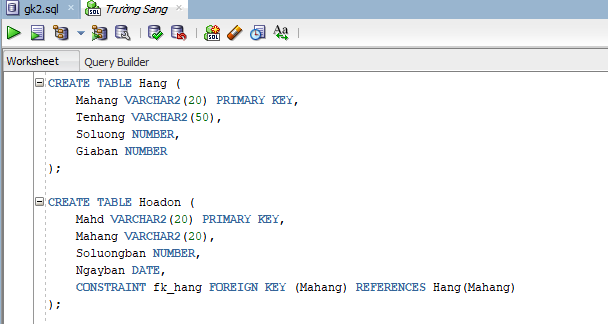 gk2.sql Trường Sang
Worksheet Query Builder
CREATE TABLE Hang (
Mahang VARCHAR2(20) PRIMARY KEY,
Tenhang VARCHAR2(50),
Soluong NUMBER,
Giaban NUMBER
);
CREATE TABLE Hoadon (
Mahd VARCHAR2(20) PRIMARY KEY,
Mahang VARCHAR2(20),
Soluongban NUMBER,
Ngayban DATE,
CONSTRAINT fk_hang FOREIGN KEY (Mahang) REFERENCES Hang(Mahang)
);